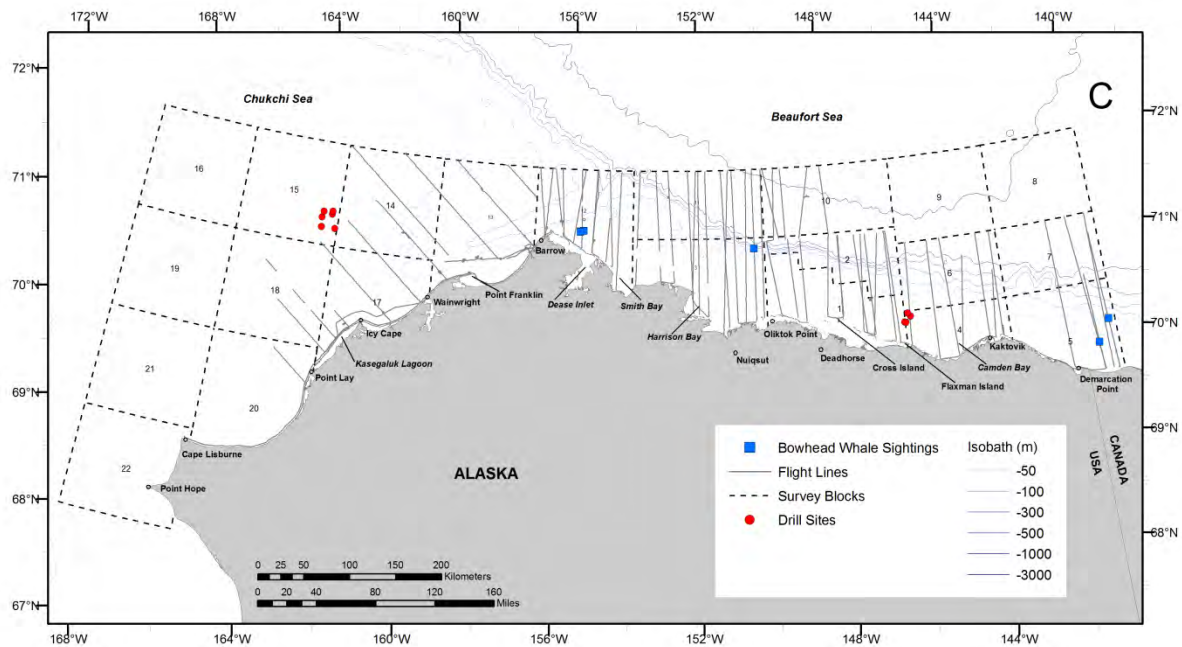 172°W 168°W 164°W 160°W 156°W 152°W 148°W 144°W 140°W
72°N
72°N
Chukchi Sea
Beaufort Sea
C
71°N
71°N
16
15
14
13
12
10
9
8
70°N
70°N
19
18
17
2
6
7
4
5
Barrow
Point Franklin
Dease Inlet
Smith Bay
Wainwright
Icy Cape
Kasegaluk Lagoon
Harrison Bay
Oliktok Point
Nuiqsut
Deadhorse
Cross Island
Flaxman Island
Camden Bay
Kaktovik
Demarcation
Point
Point Lay
69°N
69°N
21
20
22
Cape Lisburne
Point Hope
68°N
68°N
67°N
ALASKA
CANADA
USA
Bowhead Whale Sightings
Flight Lines
Survey Blocks
Drill Sites
Isobath (m)
-50
-100
-300
-500
-1000
-3000
0 25 50 100 150 200
Kilometers
0 20 40 80 120 160
Miles
168°W 164°W 160°W 156°W 152°W 148°W 144°W